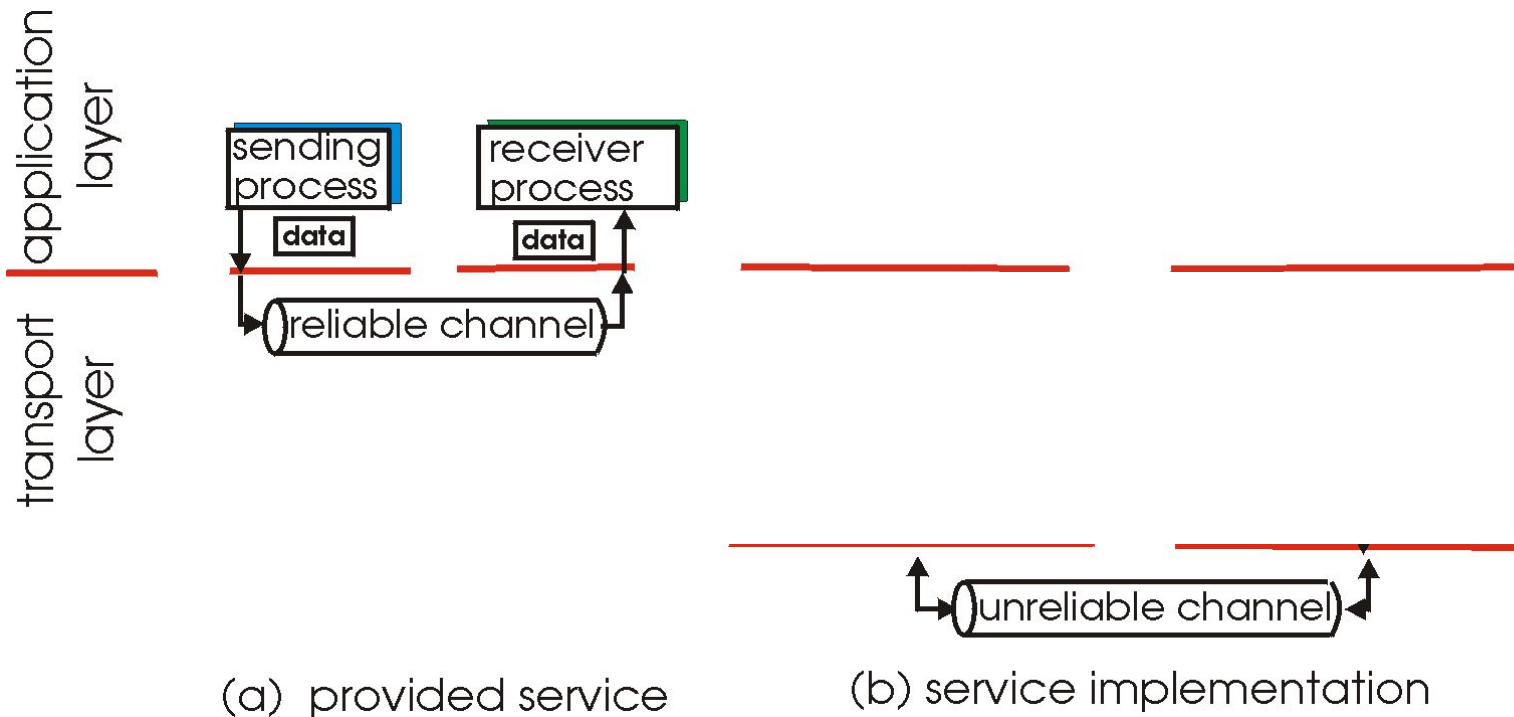 application
layer
transport
layer
sending
process
data
receiver
process
data
reliable channel
unreliable channel
(a) provided service
(b) service implementation